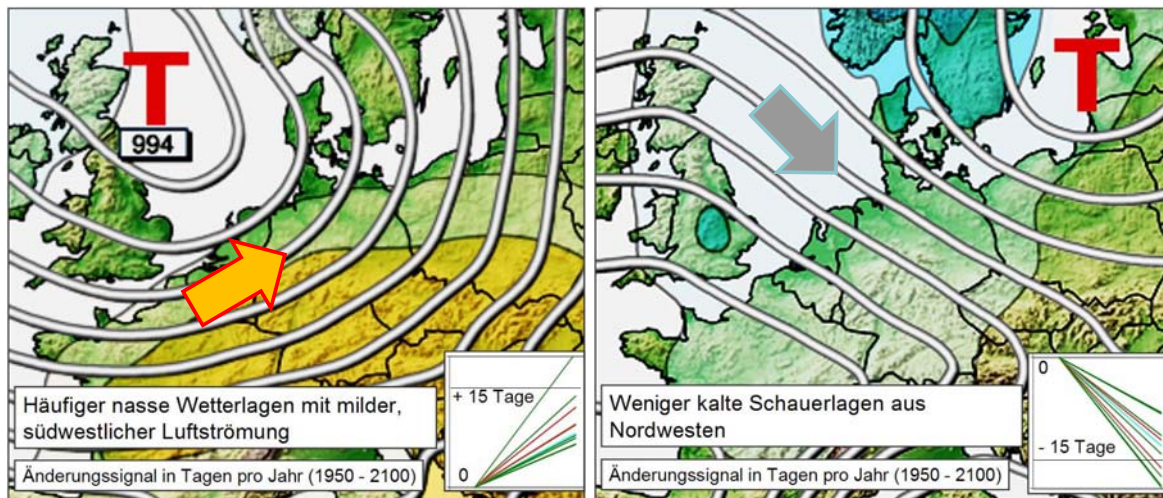 T
994
+ 15 Tage
0
Häufiger nasse Wetterlagen mit milder,
südwestlicher Luftströmung
Änderungssignal in Tagen pro Jahr (1950 - 2100)
T
0
- 15 Tage
Weniger kalte Schauerlagen aus
Nordwesten
Änderungssignal in Tagen pro Jahr (1950 - 2100)